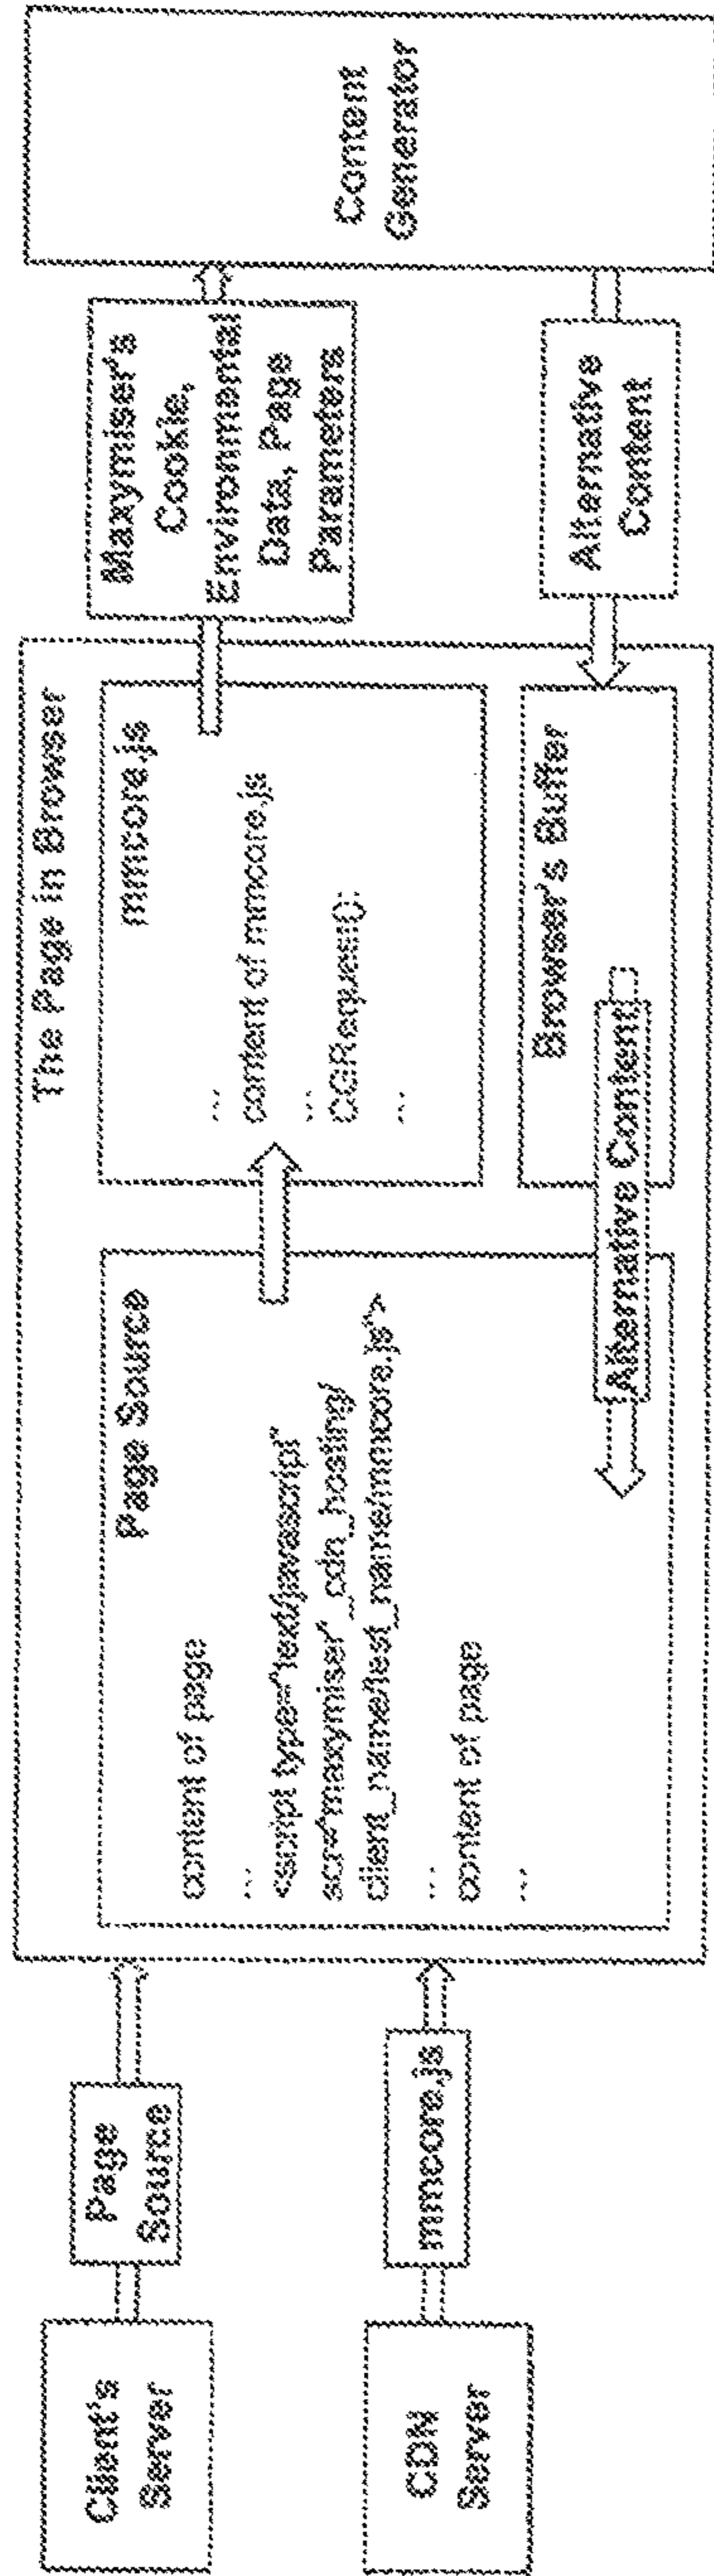 Client's
Server
Page
Source
CDN
Server
mmcore.js
The Page in Browser
Page Source
content of page
...
<script type="text/javascript"
scr="maxymiser"_cdn_hosting/
client_name/test_name/mmcore.js">
...
content of page
...
mmcore.js
...
content of mmcore.js
...
CGRequest();
...
Browser's Buffer
Alternative Content
Maxymiser's
Cookie,
Environmental
Data, Page
Parameters
Alternative
Content
Content
Generator